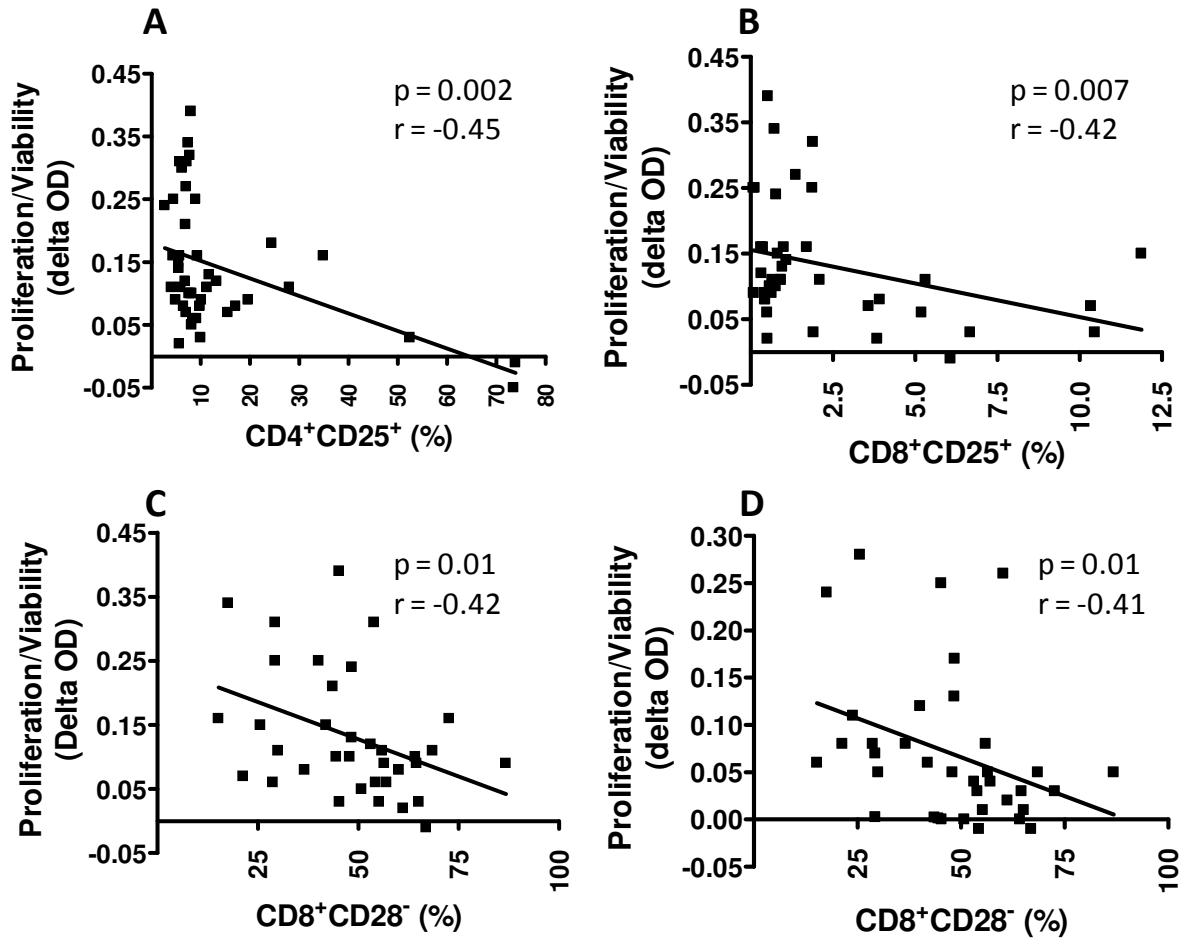 A
Proliferation/Viability
(delta OD)
0.45
0.35
0.25
0.15
0.05
-0.05
p = 0.002
r = -0.45
10
20
30
40
50
60
70
80
CD4⁺CD25⁺ (%)
B
Proliferation/Viability
(delta OD)
0.45
0.35
0.25
0.15
0.05
-0.05
p = 0.007
r = -0.42
2.5
5.0
7.5
10.0
12.5
CD8⁺CD25⁺ (%)
C
Proliferation/Viability
(Delta OD)
0.45
0.35
0.25
0.15
0.05
-0.05
p = 0.01
r = -0.42
25
50
75
100
CD8⁺CD28⁻ (%)
D
Proliferation/Viability
(delta OD)
0.30
0.25
0.20
0.15
0.10
0.05
0.00
-0.05
p = 0.01
r = -0.41
25
50
75
100
CD8⁺CD28⁻ (%)